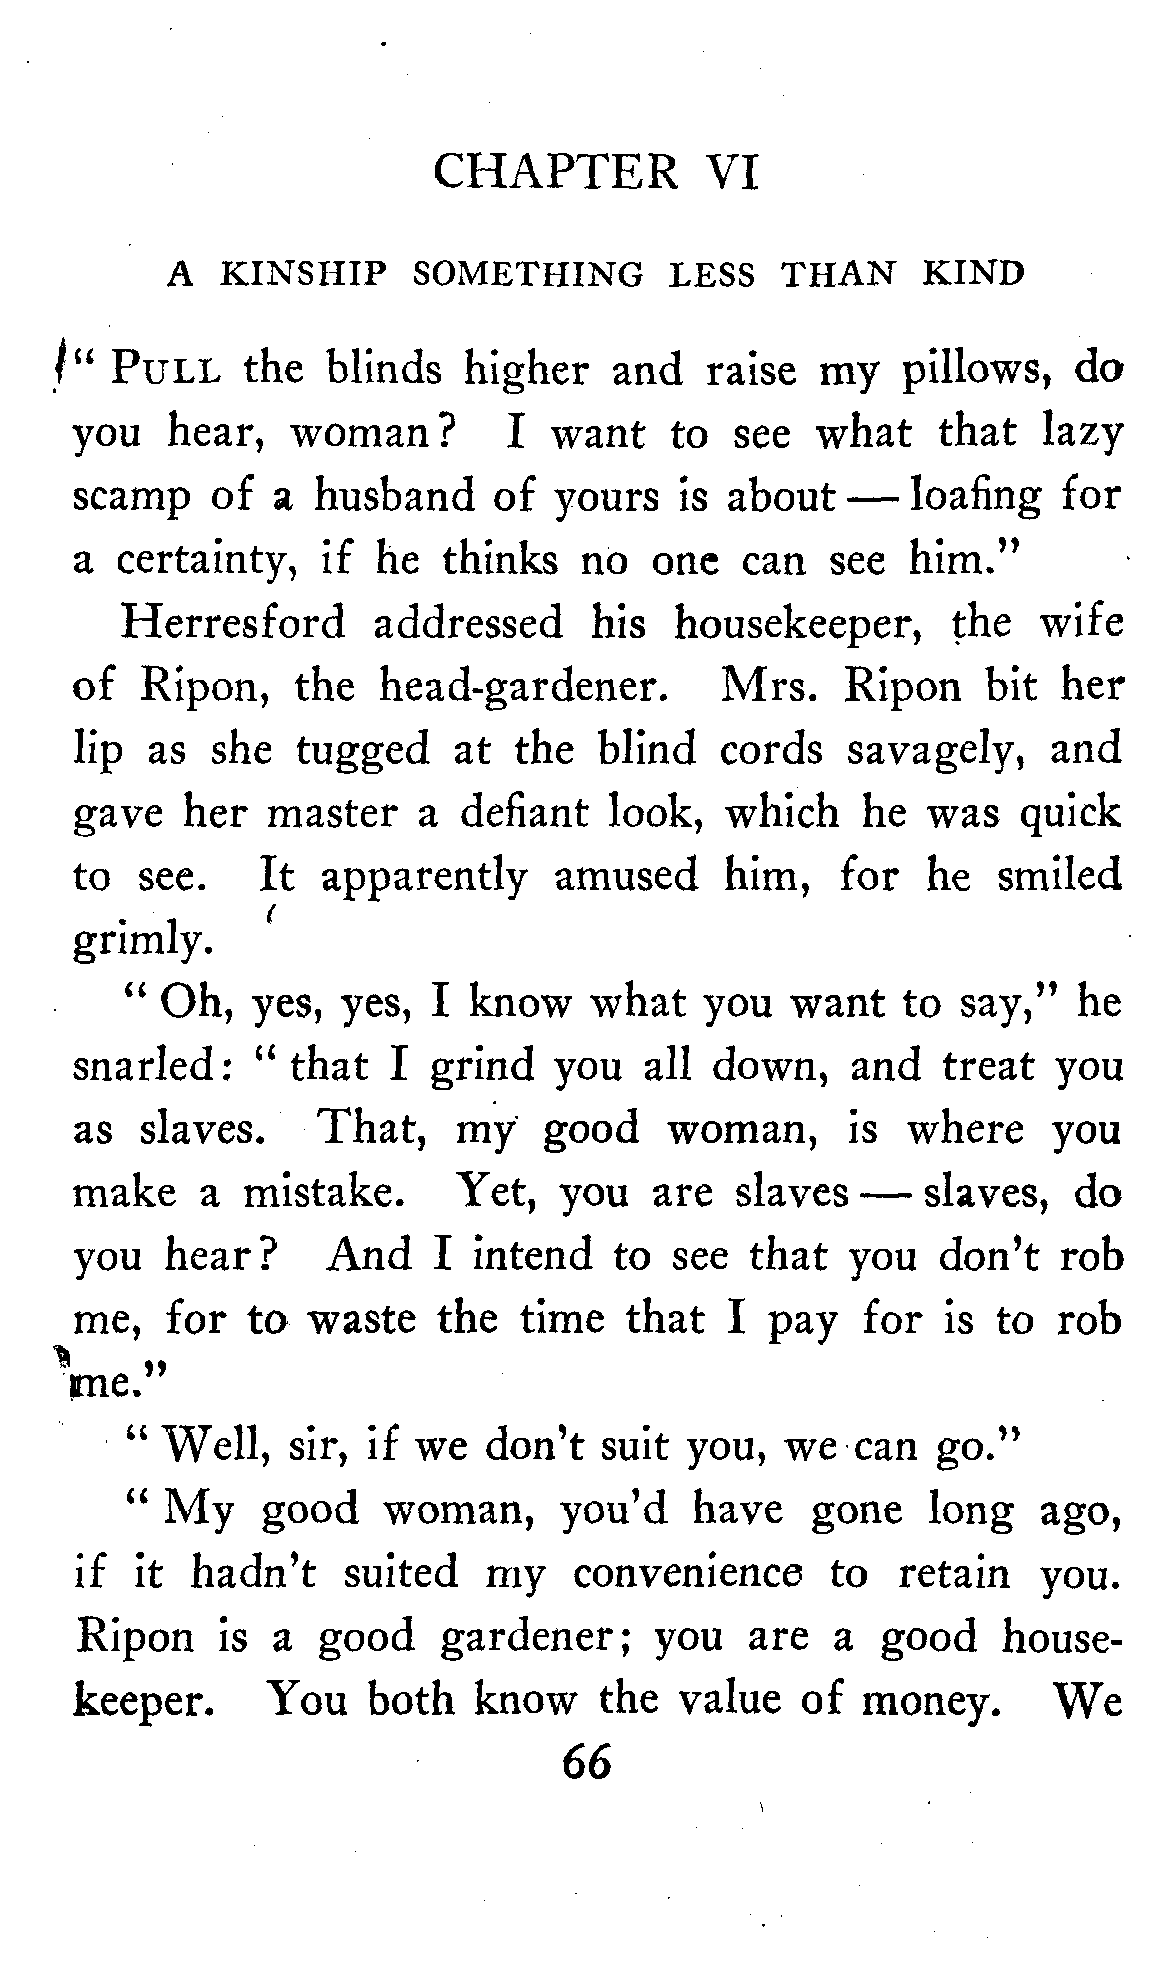 CHAPTER VI
A KINSHIP SOMETHING LESS THAN KIND
" PULL the blinds higher and raise my pillows, do
you hear, woman? I want to see what that lazy
scamp of a husband of yours is about — loafing for
a certainty, if he thinks no one can see him."
Herresford addressed his housekeeper, the wife
of Ripon, the head-gardener. Mrs. Ripon bit her
lip as she tugged at the blind cords savagely, and
gave her master a defiant look, which he was quick
to see. It apparently amused him, for he smiled
grimly.
" Oh, yes, yes, I know what you want to say," he
snarled: " that I grind you all down, and treat you
as slaves. That, my good woman, is where you
make a mistake. Yet, you are slaves — slaves, do
you hear? And I intend to see that you don't rob
me, for to waste the time that I pay for is to rob
me."
" Well, sir, if we don't suit you, we can go."
" My good woman, you'd have gone long ago,
if it hadn't suited my convenience to retain you.
Ripon is a good gardener; you are a good house-
keeper. You both know the value of money. We
66